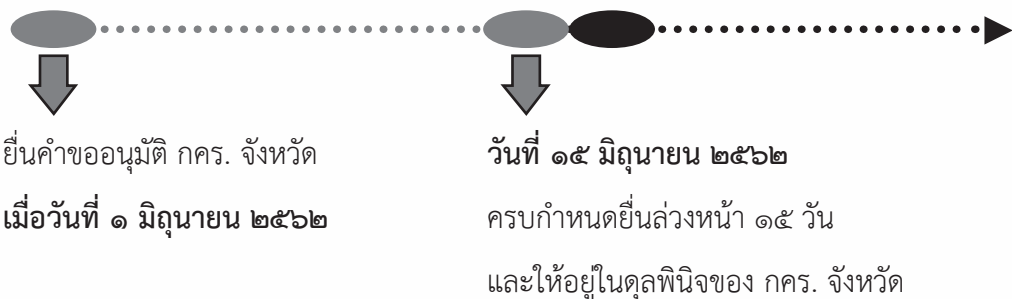 ยื่นคำขออนุมัติ กคร. จังหวัด
เมื่อวันที่ ๑ มิถุนายน ๒๕๖๒
วันที่ ๑๕ มิถุนายน ๒๕๖๒
ครบกำหนดยื่นล่วงหน้า ๑๕ วัน
และให้อยู่ในดุลพินิจของ กคร. จังหวัด